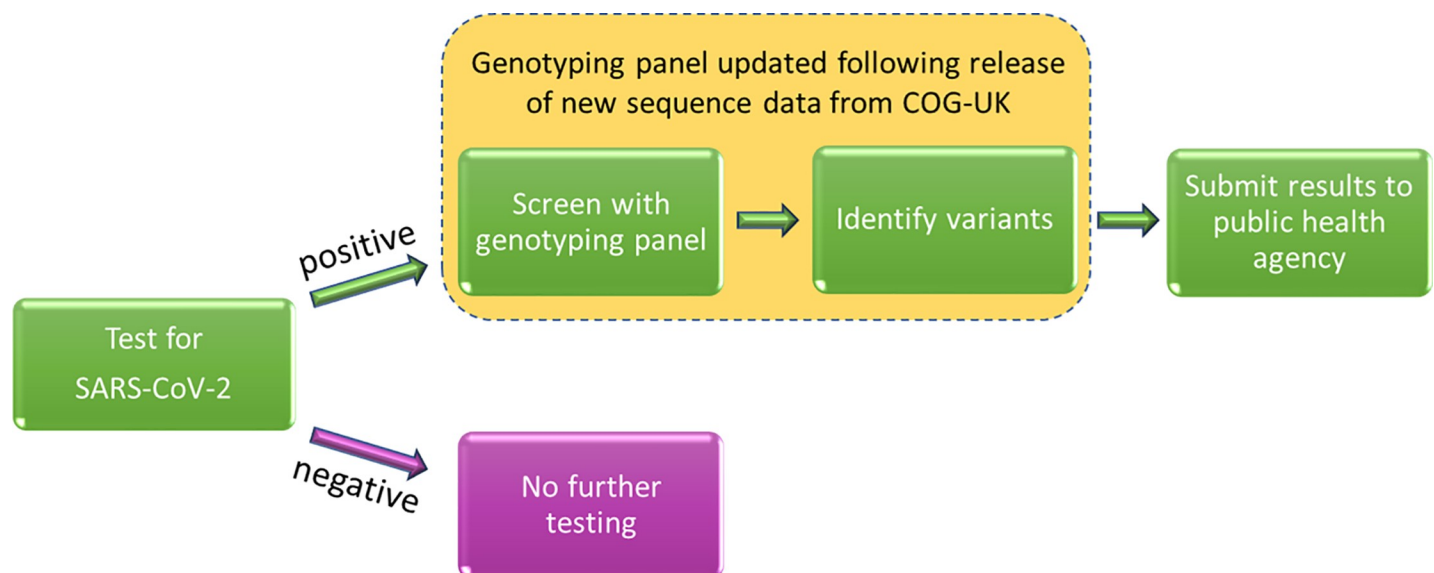 Genotyping panel updated following release
of new sequence data from COG-UK
Screen with
genotyping panel
Identify variants
Submit results to
public health
agency
positive
Test for
SARS-CoV-2
negative
No further
testing